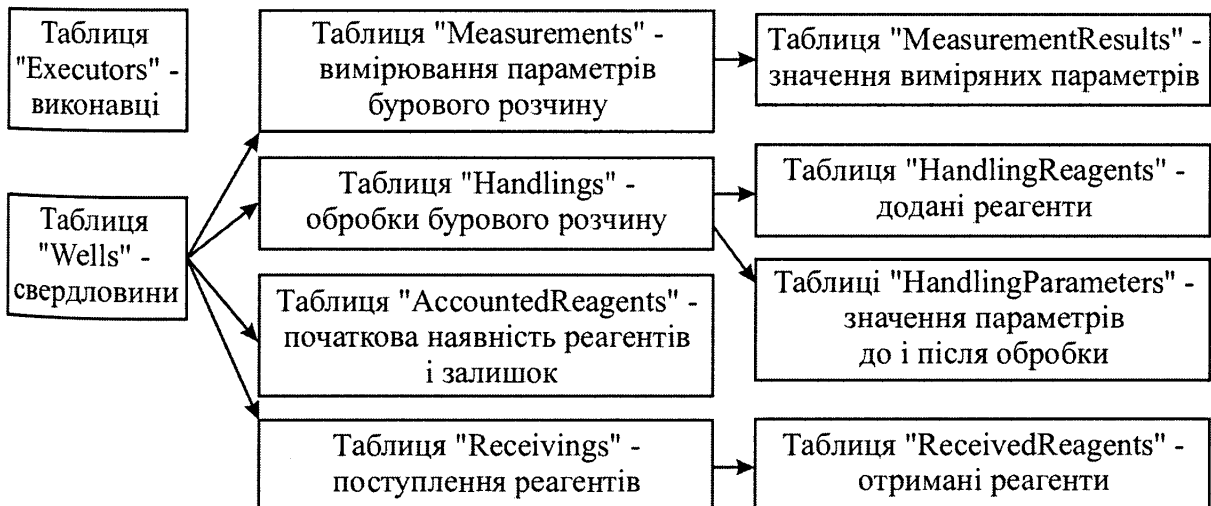 Таблиця
"Executors" -
виконавці
Таблиця "Measurements" -
вимірювання параметрів
бурового розчину
Таблиця "MeasurementResults" -
значення виміряних параметрів
Таблиця
"Wells" -
свердловини
Таблиця "Handlings" -
обробки бурового розчину
Таблиця "HandlingReagents" -
додані реагенти
Таблиця "AccountedReagents" -
початкова наявність реагентів
і залишок
Таблиці "HandlingParameters" -
значення параметрів
до і після обробки
Таблиця "Receivings" -
поступлення реагентів
Таблиця "ReceivedReagents" -
отримані реагенти